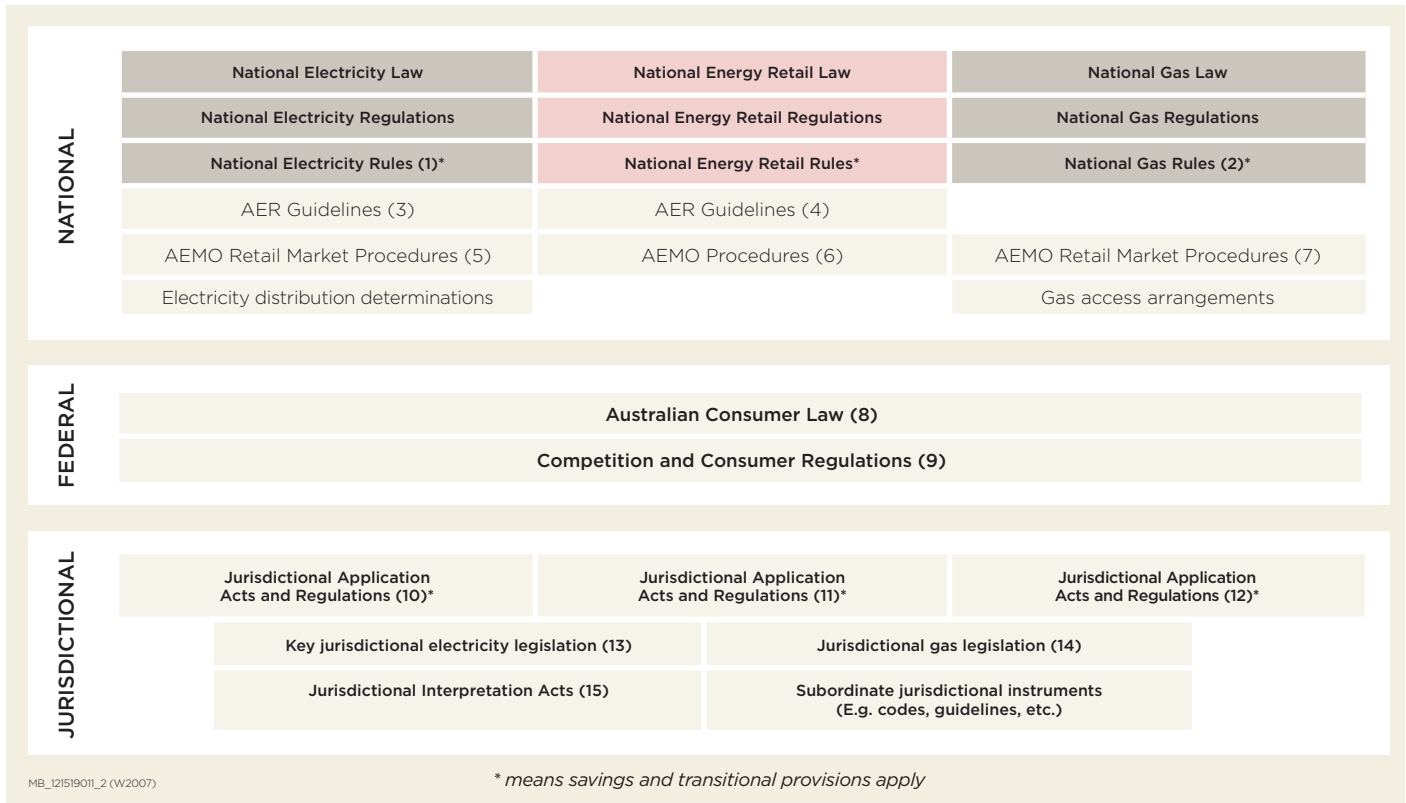 NATIONAL
National Electricity Law
National Energy Retail Law
National Gas Law
National Electricity Regulations
National Energy Retail Regulations
National Gas Regulations
National Electricity Rules (1)*
National Energy Retail Rules*
National Gas Rules (2)*
AER Guidelines (3)
AER Guidelines (4)
AEMO Retail Market Procedures (5)
AEMO Procedures (6)
AEMO Retail Market Procedures (7)
Electricity distribution determinations
Gas access arrangements
FEDERAL
Australian Consumer Law (8)
Competition and Consumer Regulations (9)
JURISDICTIONAL
Jurisdictional Application
Acts and Regulations (10)*
Jurisdictional Application
Acts and Regulations (11)*
Jurisdictional Application
Acts and Regulations (12)*
Key jurisdictional electricity legislation (13)
Jurisdictional gas legislation (14)
Jurisdictional Interpretation Acts (15)
Subordinate jurisdictional instruments
(E.g. codes, guidelines, etc.)
MB_121519011_2 (W2007)
* means savings and transitional provisions apply